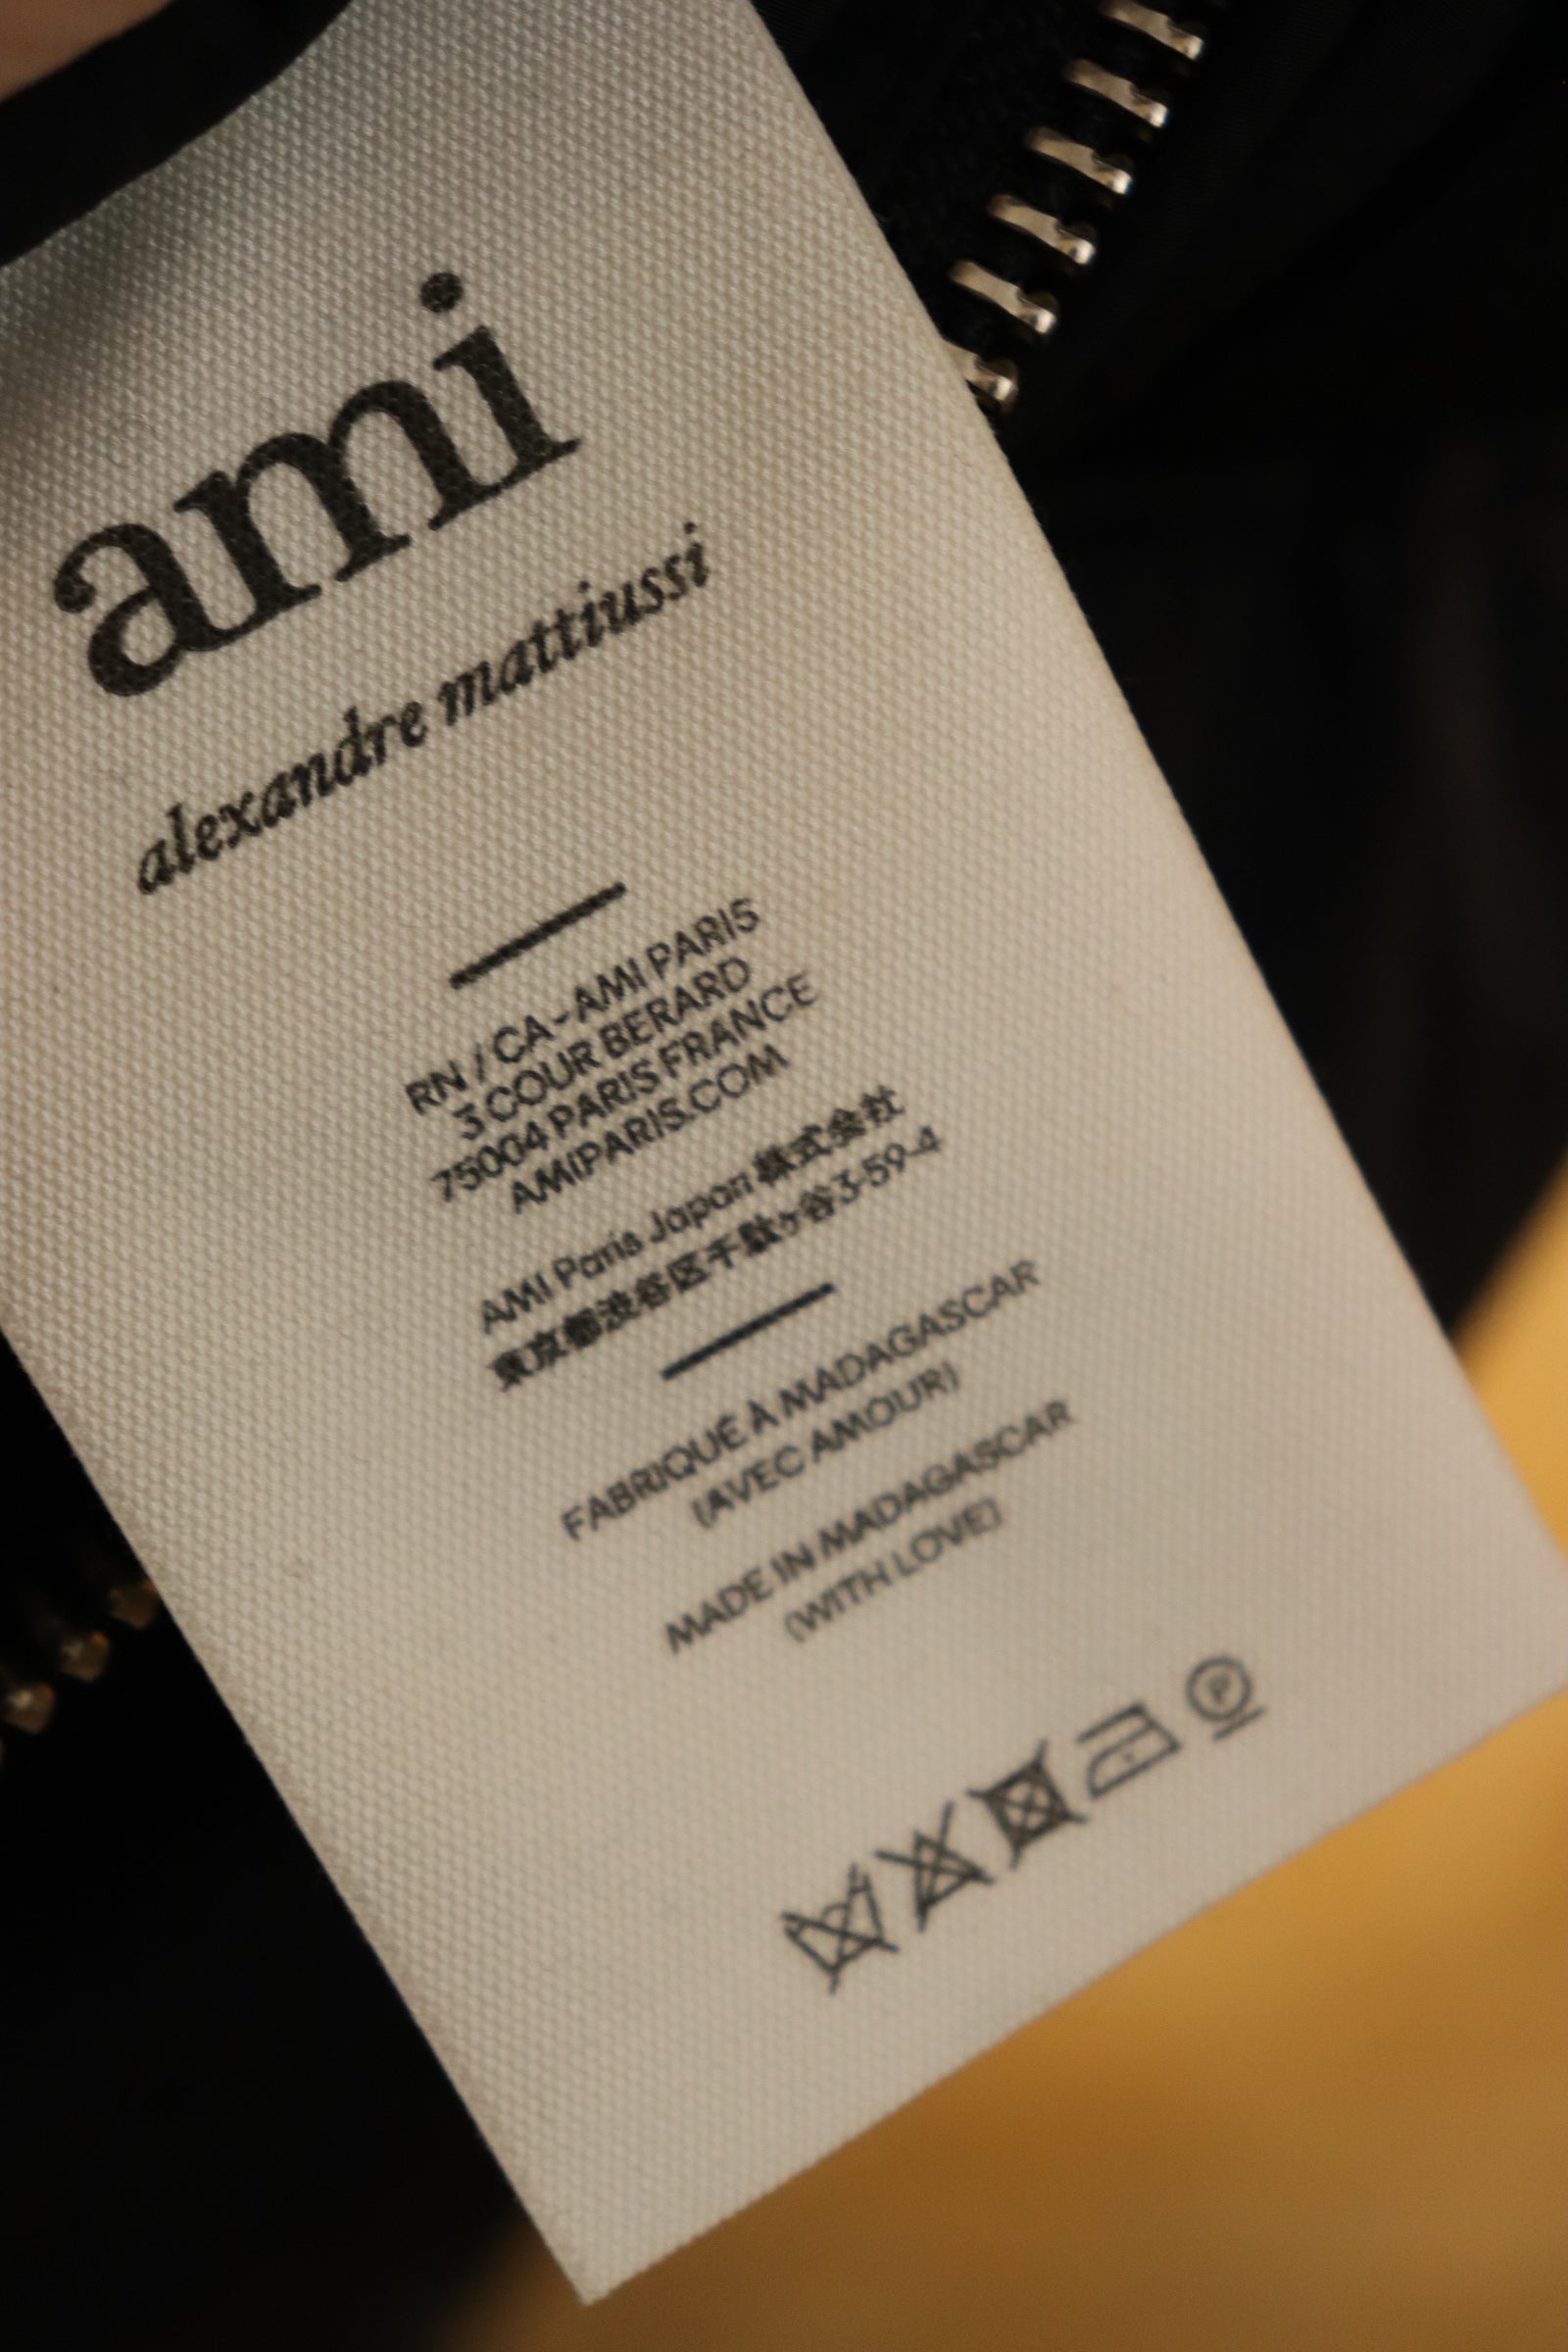 ami
alexandre mattiussi
RN / CA - AMI PARIS
3 COUR BERARD
75004 PARIS FRANCE
AMIPARIS.COM
AMI Paris Japan 株式会社
東京都渋谷区千駄ヶ谷3-59-4
FABRIQUÉ À MADAGASCAR
(AVEC AMOUR)
MADE IN MADAGASCAR
(WITH LOVE)
P